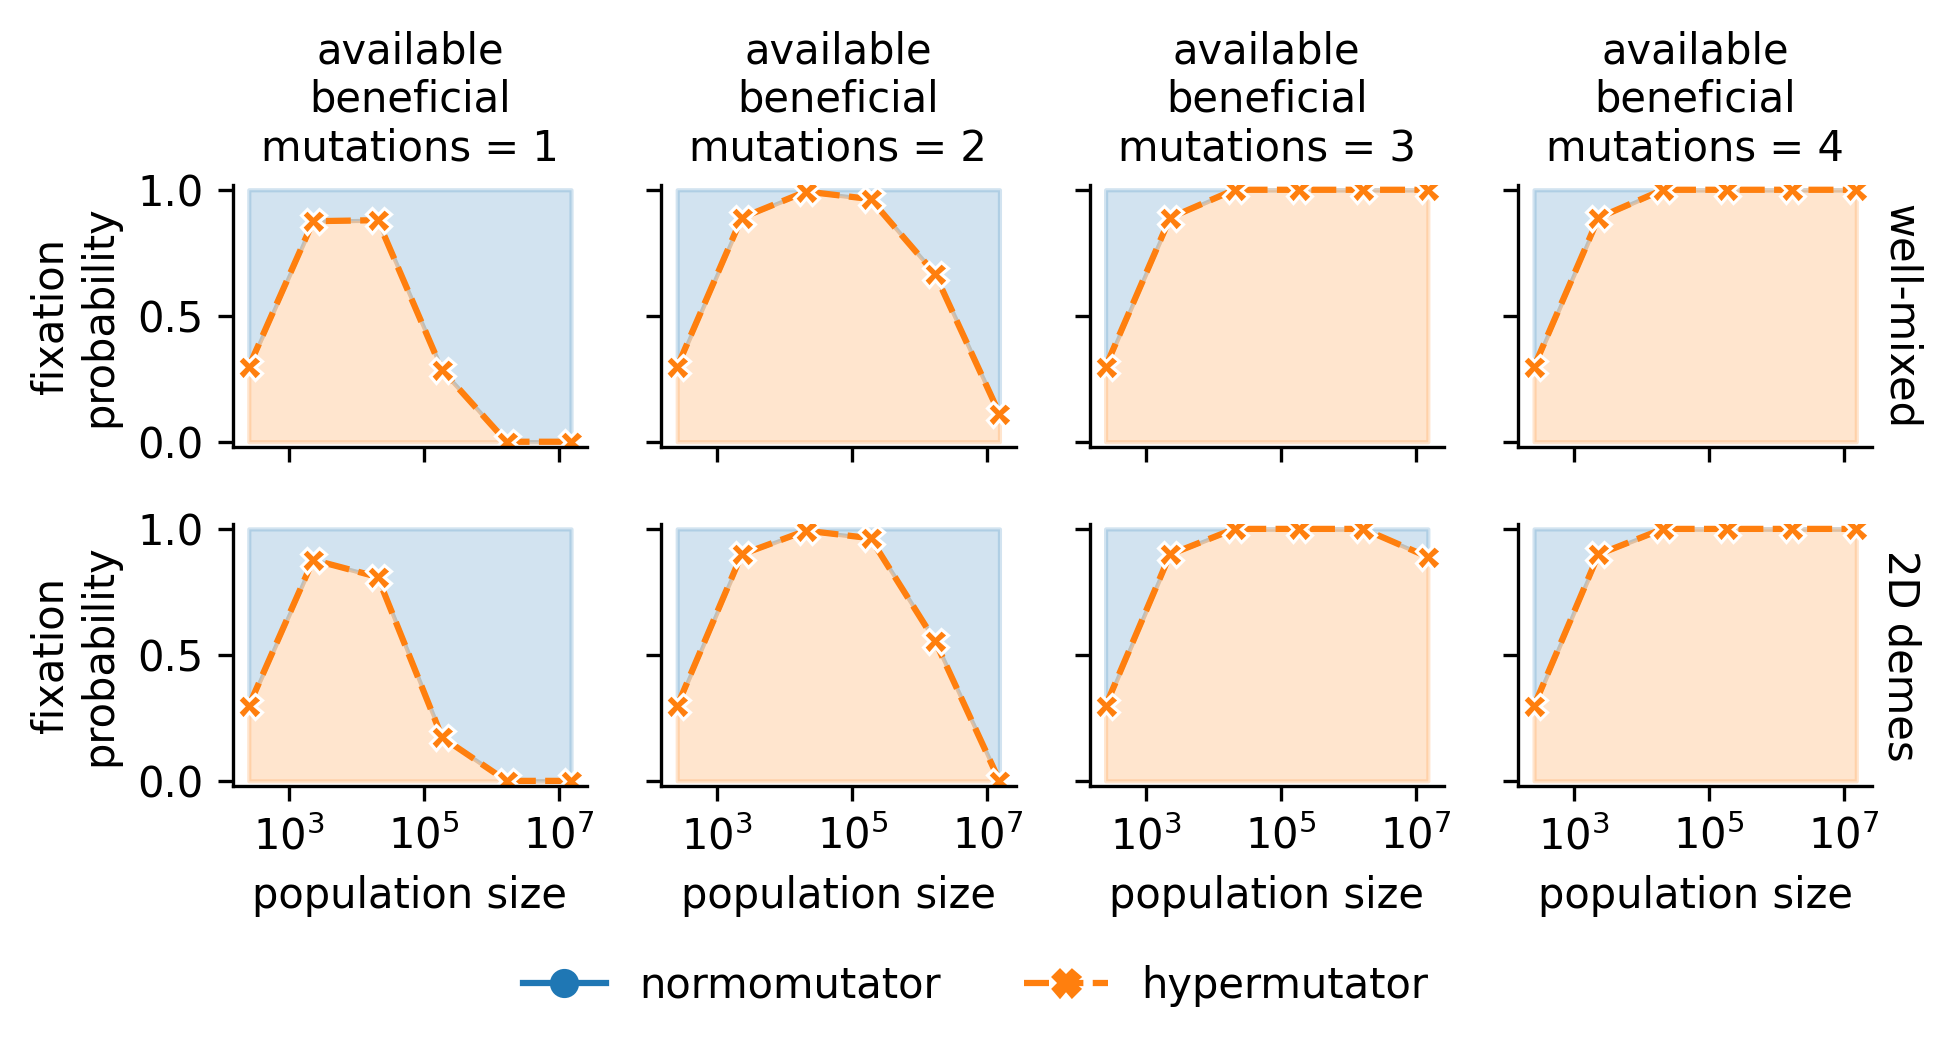 available
beneficial
mutations = 1
available
beneficial
mutations = 2
available
beneficial
mutations = 3
available
beneficial
mutations = 4
fixation
probability
1.0
0.5
0.0
well-mixed
fixation
probability
1.0
0.5
0.0
2D demes
10³ 10⁵ 10⁷
10³ 10⁵ 10⁷
10³ 10⁵ 10⁷
10³ 10⁵ 10⁷
population size
population size
population size
population size
normomutator
hypermutator